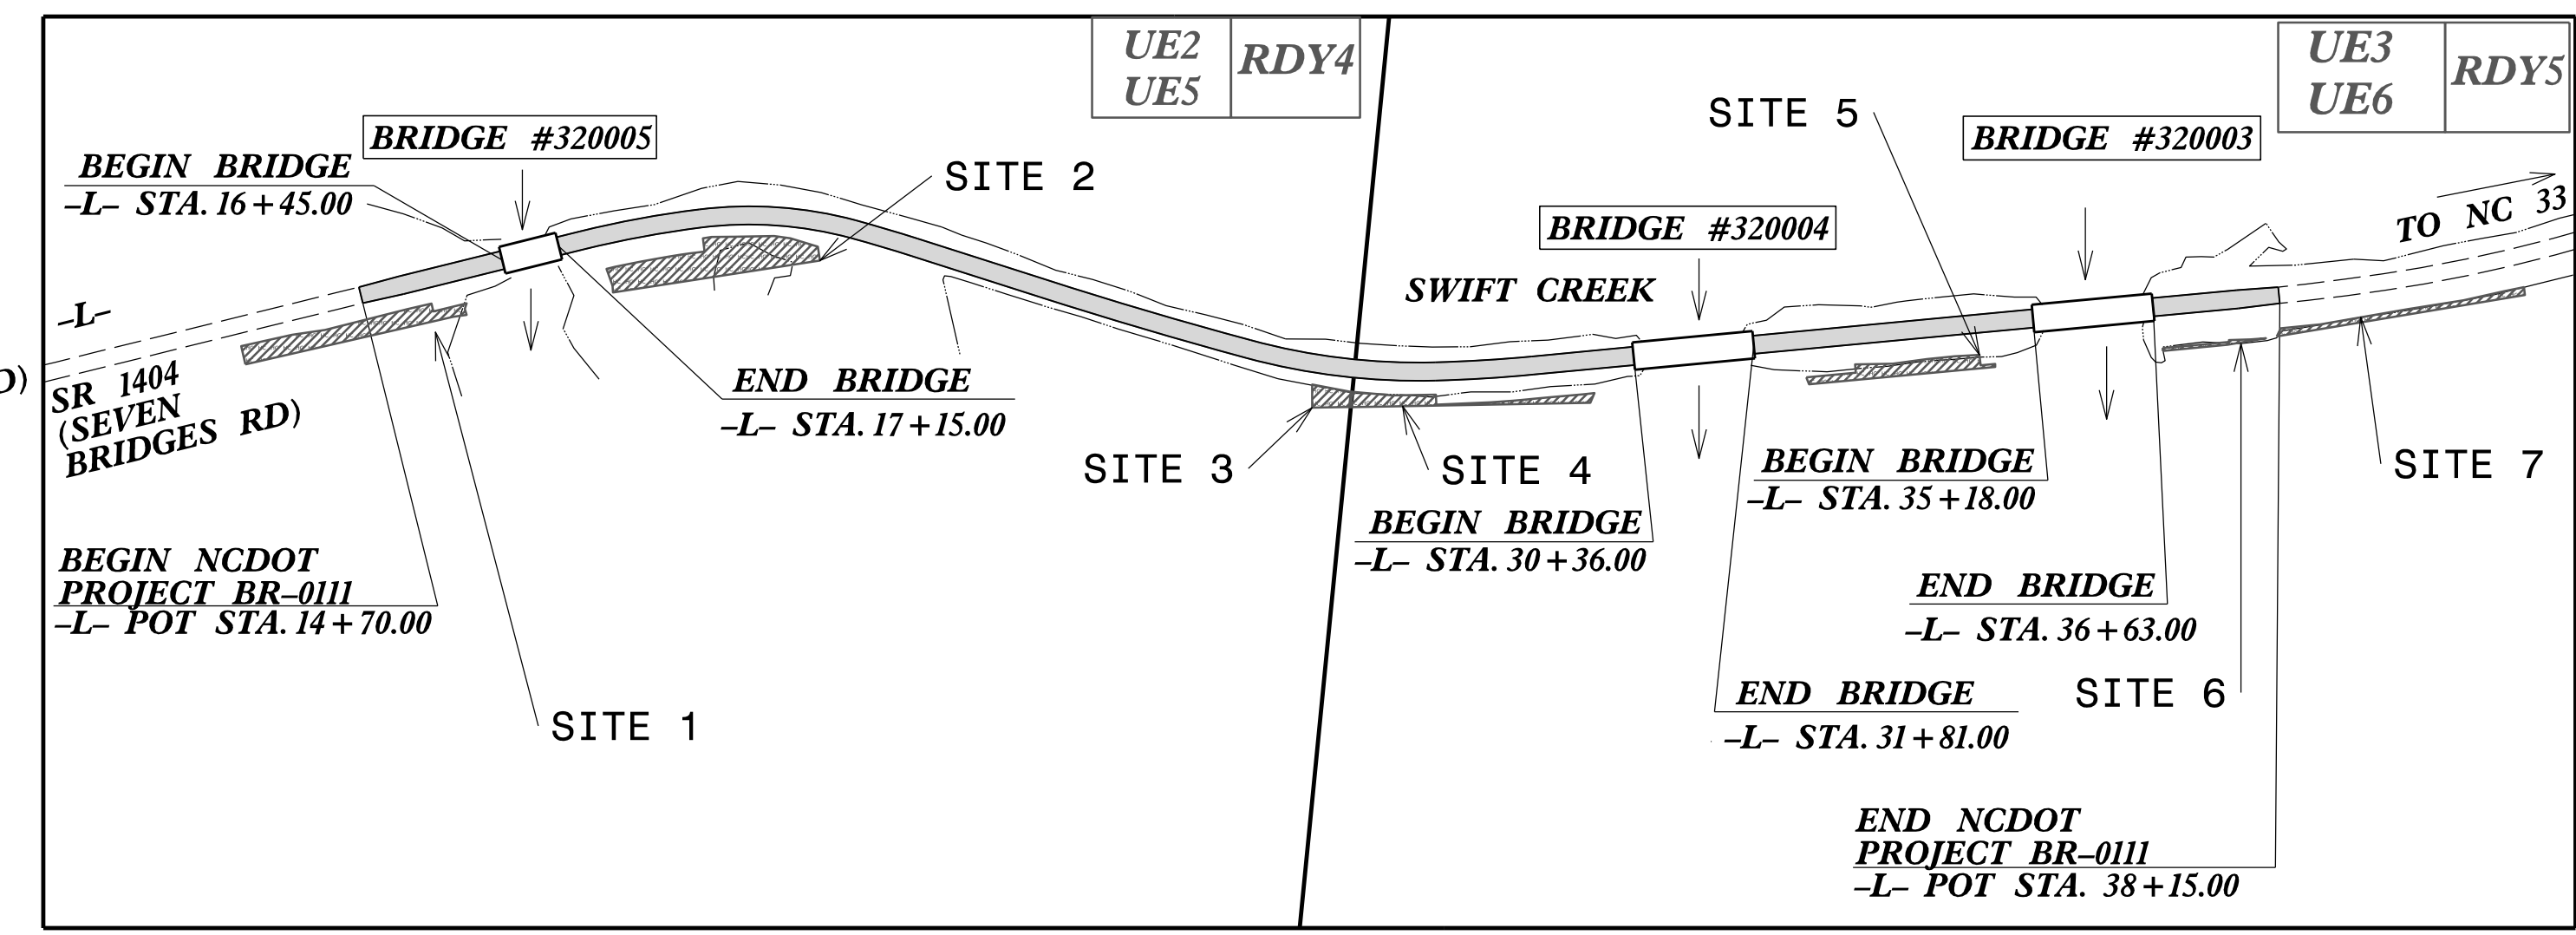 UE2
UE5
RDY4
UE3
UE6
RDY5
BRIDGE #320005
BEGIN BRIDGE
-L- STA. 16+45.00
SITE 2
SITE 5
BRIDGE #320003
BRIDGE #320004
SWIFT CREEK
TO NC 33
-L-
SR 1404
(SEVEN
BRIDGES RD)
END BRIDGE
-L- STA. 17+15.00
SITE 3
SITE 4
BEGIN BRIDGE
-L- STA. 30+36.00
BEGIN BRIDGE
-L- STA. 35+18.00
SITE 7
BEGIN NCDOT
PROJECT BR-0111
-L- POT STA. 14+70.00
END BRIDGE
-L- STA. 36+63.00
SITE 1
END BRIDGE
-L- STA. 31+81.00
SITE 6
END NCDOT
PROJECT BR-0111
-L- POT STA. 38+15.00